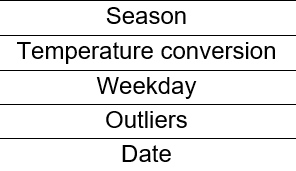 Season
Temperature conversion
Weekday
Outliers
Date